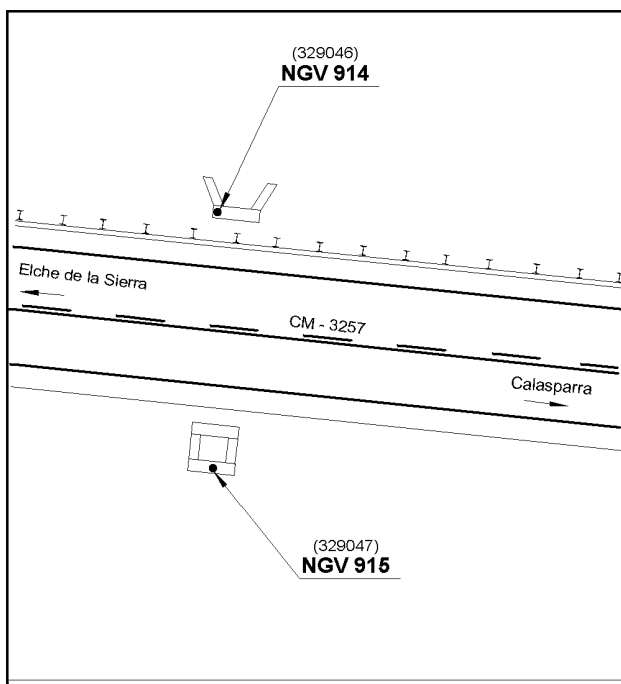 (329046)
NGV 914
Elche de la Sierra
CM - 3257
Calasparra
(329047)
NGV 915